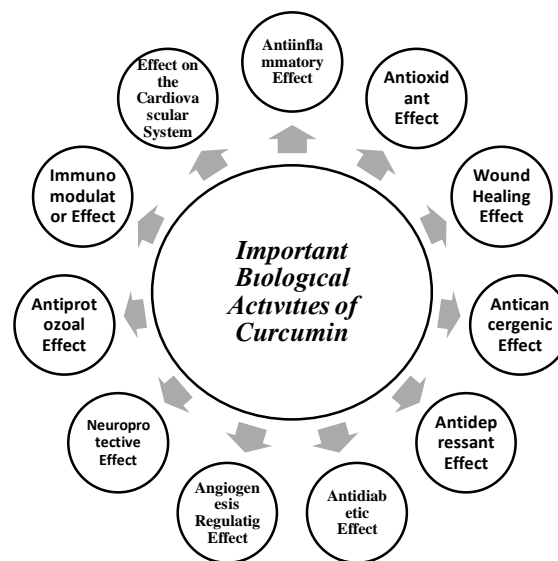 Antiinfla
mmatory
Effect
Antioxid
ant
Effect
Wound
Healing
Effect
Antican
cergenic
Effect
Antidep
ressant
Effect
Antidiab
etic
Effect
Angiogen
esis
Regulatig
Effect
Neuropro
tective
Effect
Antiprot
ozoal
Effect
Immuno
modulat
or Effect
Effect on
the
Cardiova
scular
System
Important
Bıologıcal
Actıvıtıes of
Curcumin